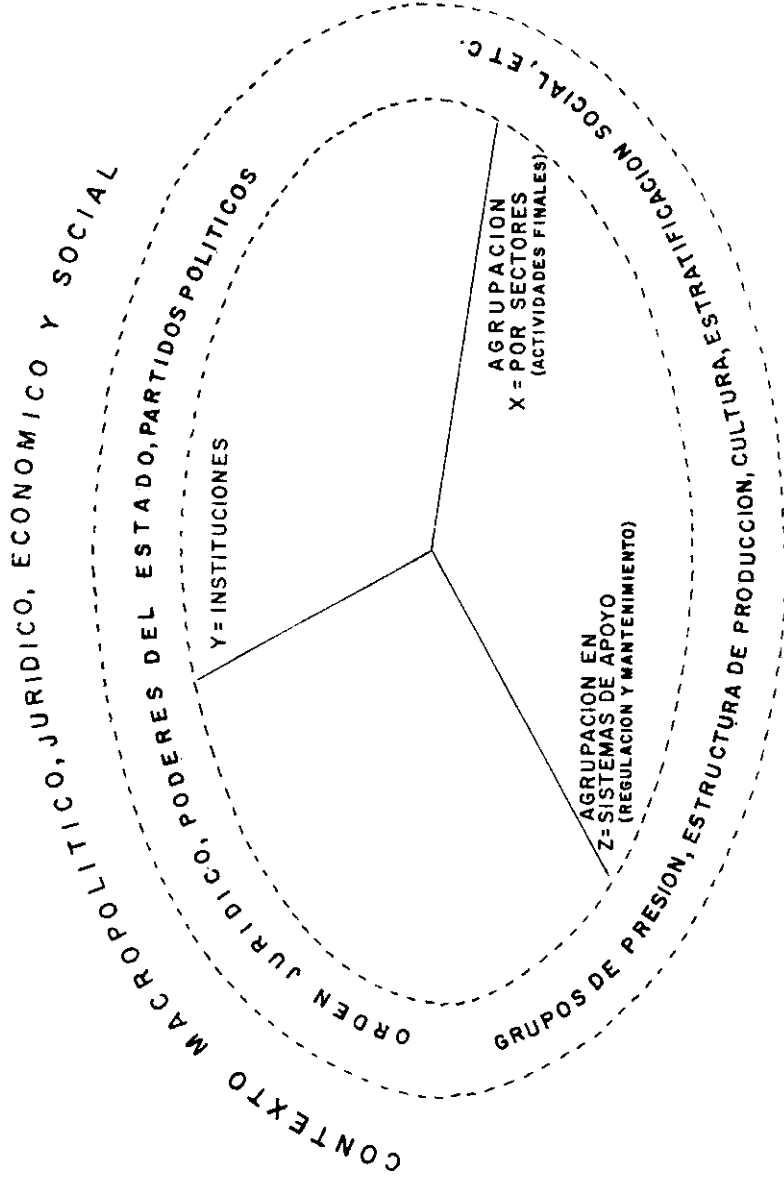 CONTEXTO MACROPOLITICO, JURIDICO, ECONOMICO Y SOCIAL
ORDEN JURIDICO, PODERES DEL ESTADO, PARTIDOS POLITICOS
Y = INSTITUCIONES
AGRUPACION
X = POR SECTORES
(ACTIVIDADES FINALES)
AGRUPACION EN
Z = SISTEMAS DE APOYO
(REGULACION Y MANTENIMIENTO)
GRUPOS DE PRESION, ESTRUCTURA DE PRODUCCION, CULTURA, ESTRATIFICACION SOCIAL, ETC.